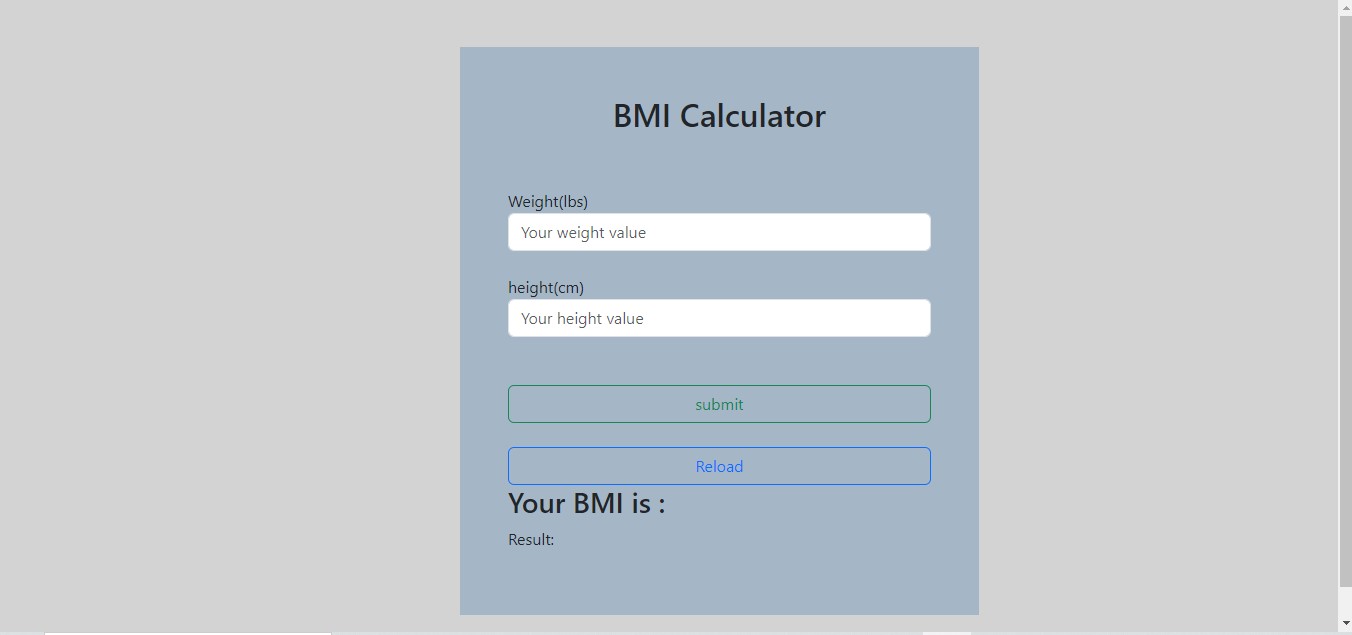 BMI Calculator
Weight(lbs)
Your weight value
height(cm)
Your height value
submit
Reload
Your BMI is :
Result: